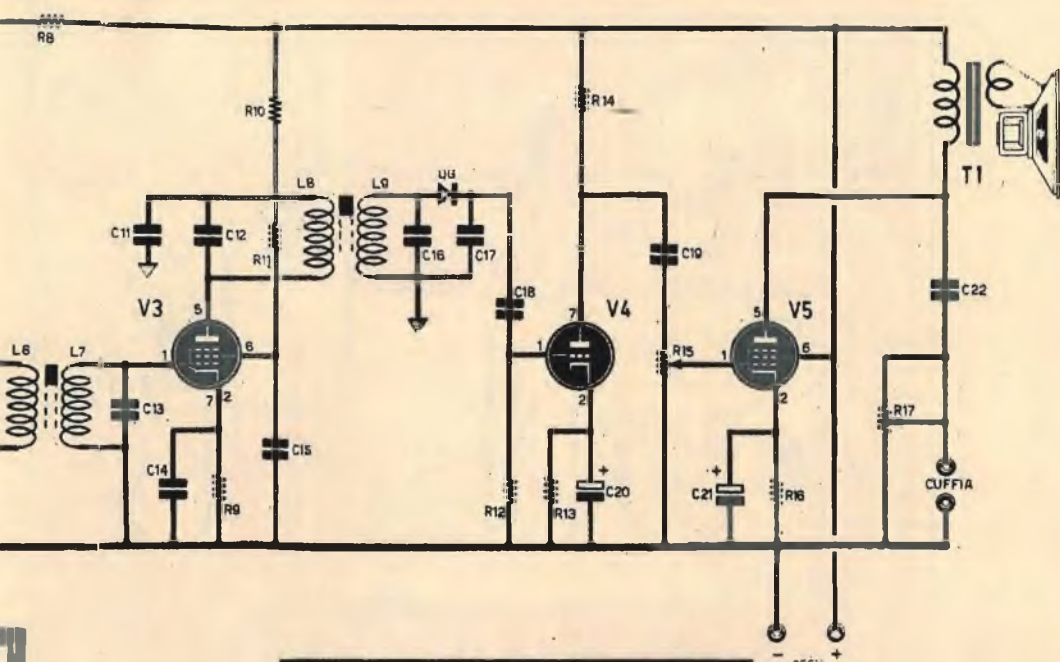 R8
R10
R14
T1
L8
L9
C11
C12
R11
C16
C17
C19
C18
C22
V3
5
V4
7
V5
5
L6
L7
1
6
1
R15
1
6
C13
7
2
2
2
R17
C15
C14
R9
R12
R13
+
C20
+
C21
R16
CUFFIA
-
+